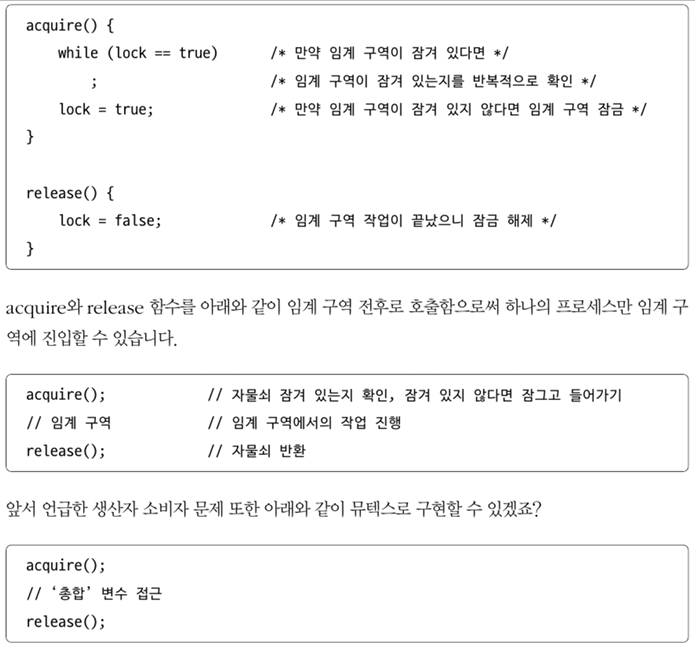 acquire() {
while (lock == true) /* 만약 임계 구역이 잠겨 있다면 */
; /* 임계 구역이 잠겨 있는지를 반복적으로 확인 */
lock = true; /* 만약 임계 구역이 잠겨 있지 않다면 임계 구역 잠금 */
}
release() {
lock = false; /* 임계 구역 작업이 끝났으니 잠금 해제 */
}
acquire와 release 함수를 아래와 같이 임계 구역 전후로 호출함으로써 하나의 프로세스만 임계 구
역에 진입할 수 있습니다.
acquire(); // 자물쇠 잠겨 있는지 확인, 잠겨 있지 않다면 잠그고 들어가기
// 임계 구역 // 임계 구역에서의 작업 진행
release(); // 자물쇠 반환
앞서 언급한 생산자 소비자 문제 또한 아래와 같이 뮤텍스로 구현할 수 있겠죠?
acquire();
// ‘총합’ 변수 접근
release();